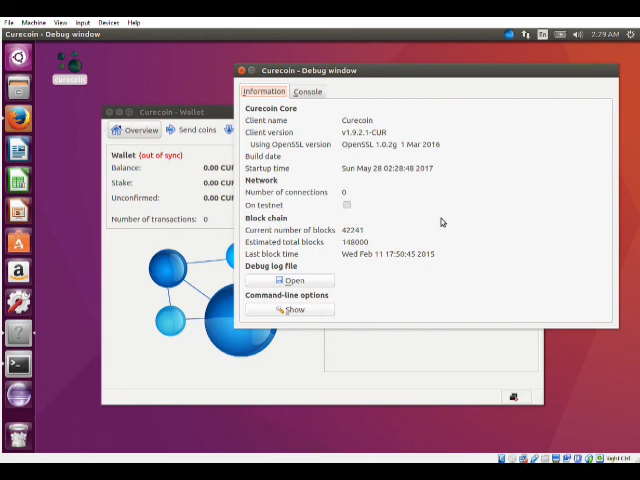 File Machine View Input Devices Help
Curecoin - Debug window
En
2:29 AM
curecoin
Curecoin - Debug window
Information Console
Curecoin Core
Client name Curecoin
Client version v1.9.2.1-CUR
Using OpenSSL version OpenSSL 1.0.2g 1 Mar 2016
Build date
Startup time Sun May 28 02:28:48 2017
Network
Number of connections 0
On testnet
Block chain
Current number of blocks 42241
Estimated total blocks 148000
Last block time Wed Feb 11 17:50:45 2015
Debug log file
Open
Command-line options
Show
Curecoin - Wallet
Overview Send coins
Wallet (out of sync)
Balance: 0.00 CUR
Stake: 0.00 CUR
Unconfirmed: 0.00 CUR
Number of transactions: 0
Right Ctrl